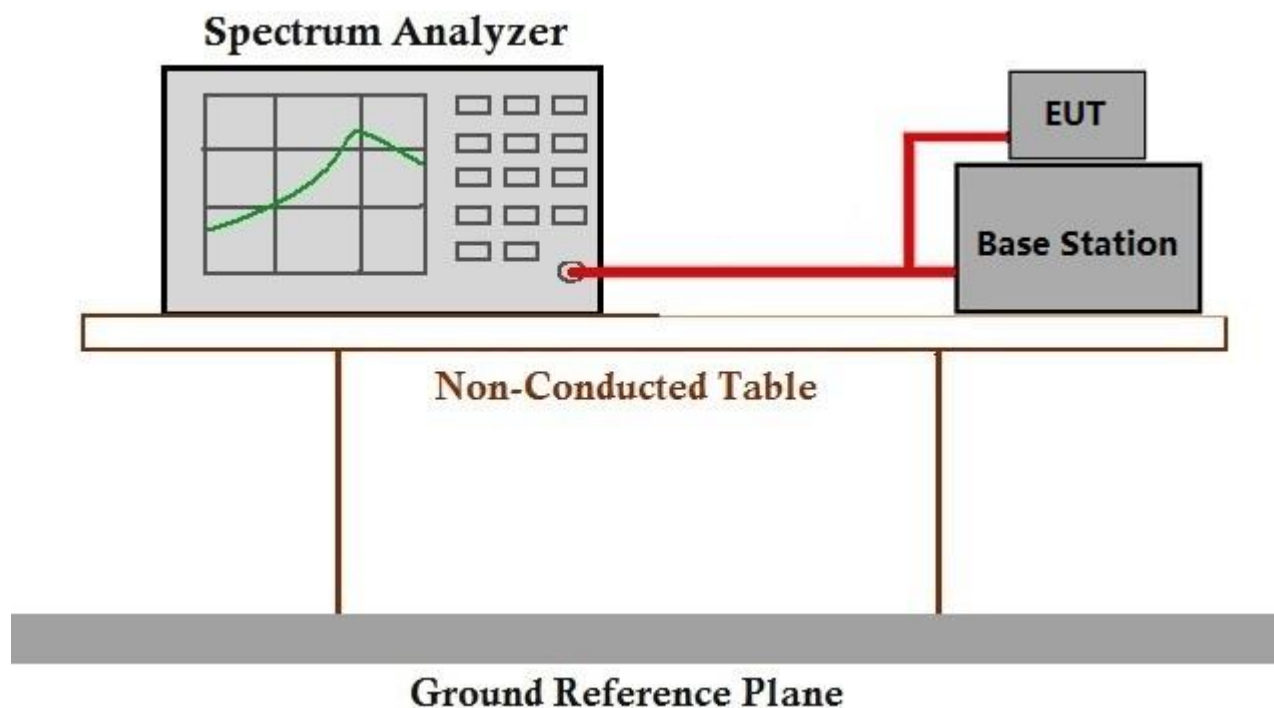 Spectrum Analyzer
EUT
Base Station
Non-Conducted Table
Ground Reference Plane